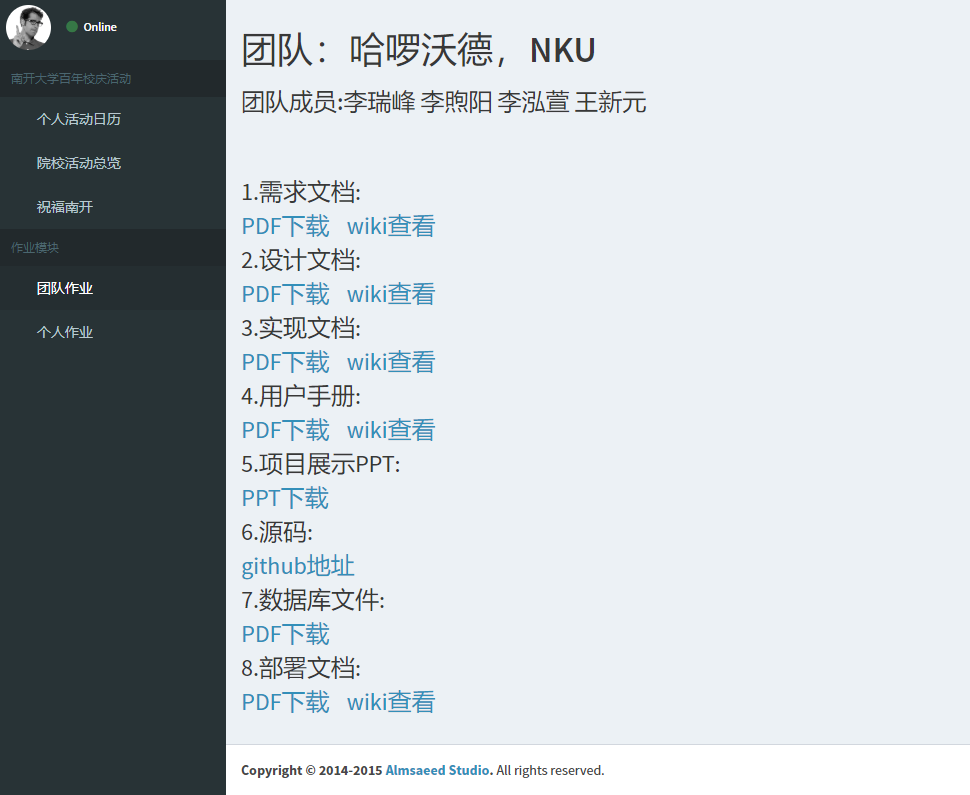 Online
南开大学百年校庆活动
个人活动日历
院校活动总览
祝福南开
作业模块
团队作业
个人作业
团队：哈啰沃德，NKU
团队成员:李瑞峰 李煦阳 李泓萱 王新元
1.需求文档:
PDF下载 wiki查看
2.设计文档:
PDF下载 wiki查看
3.实现文档:
PDF下载 wiki查看
4.用户手册:
PDF下载 wiki查看
5.项目展示PPT:
PPT下载
6.源码:
github地址
7.数据库文件:
PDF下载
8.部署文档:
PDF下载 wiki查看
Copyright © 2014-2015 Almsaeed Studio. All rights reserved.